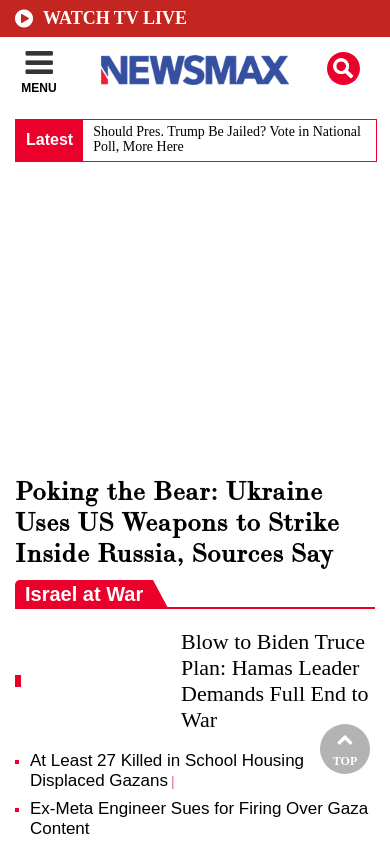 WATCH TV LIVE
MENU
NEWSMAX
Latest
Should Pres. Trump Be Jailed? Vote in National
Poll, More Here
Poking the Bear: Ukraine
Uses US Weapons to Strike
Inside Russia, Sources Say
Israel at War
Blow to Biden Truce
Plan: Hamas Leader
Demands Full End to
War
At Least 27 Killed in School Housing
Displaced Gazans |
Ex-Meta Engineer Sues for Firing Over Gaza
Content
TOP